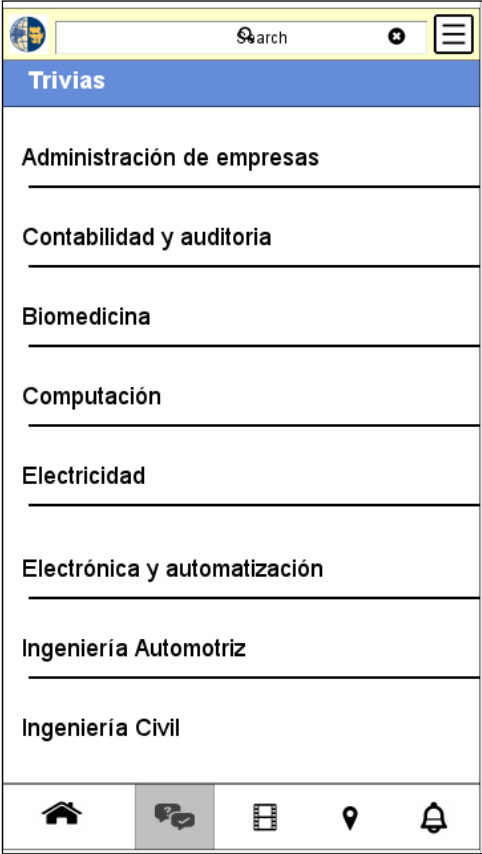 Search
Trivias
Administración de empresas
Contabilidad y auditoria
Biomedicina
Computación
Electricidad
Electrónica y automatización
Ingeniería Automotriz
Ingeniería Civil